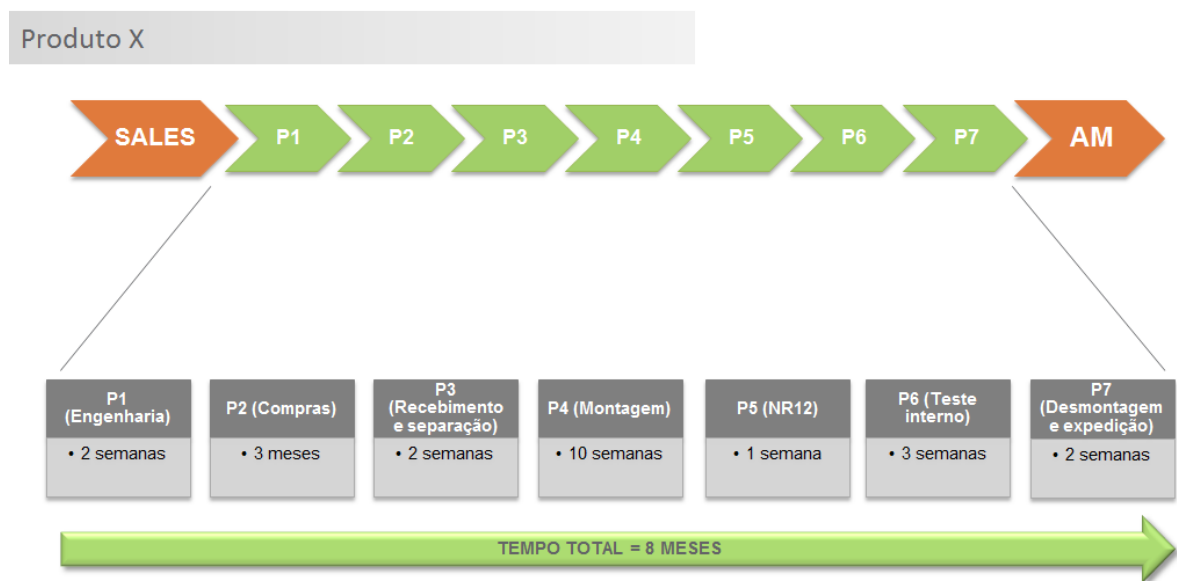 Produto X
SALES
P1
P2
P3
P4
P5
P6
P7
AM
P1
(Engenharia)
• 2 semanas
P2 (Compras)
• 3 meses
P3
(Recebimento
e separação)
• 2 semanas
P4 (Montagem)
• 10 semanas
P5 (NR12)
• 1 semana
P6 (Teste
interno)
• 3 semanas
P7
(Desmontagem
e expedição)
• 2 semanas
TEMPO TOTAL = 8 MESES